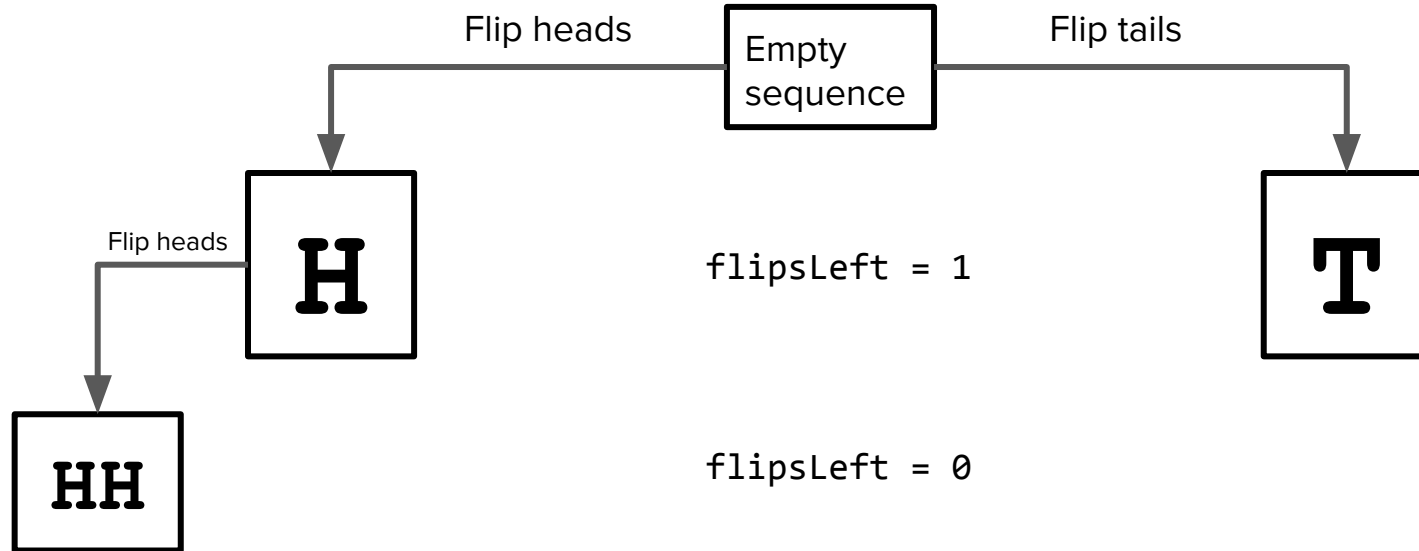 Flip heads
Empty
sequence
Flip tails
H
Flip heads
flipsLeft = 1
T
HH
flipsLeft = 0